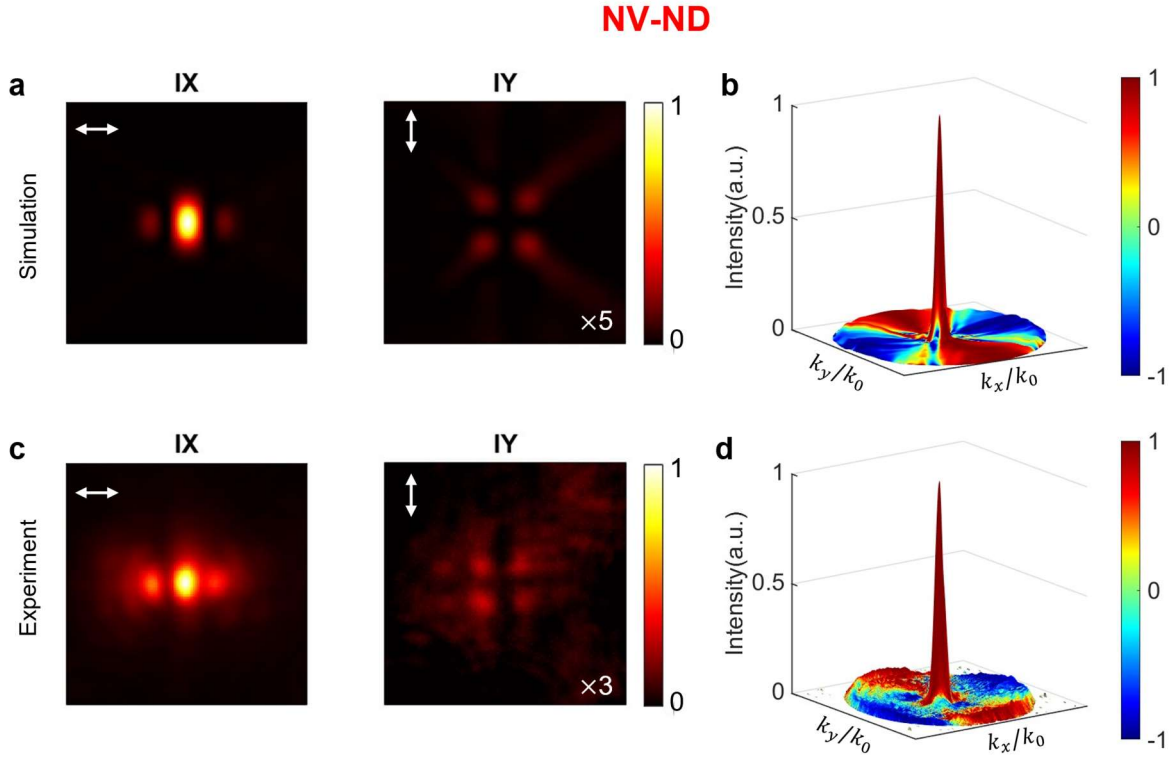 NV-ND
a
IX
IY
Simulation
×5
1
0
b
Intensity(a.u.)
1
0.5
0
k_y/k_0
k_x/k_0
1
0
-1
c
IX
IY
Experiment
×3
1
0
d
Intensity(a.u.)
1
0.5
0
k_y/k_0
k_x/k_0
1
0
-1